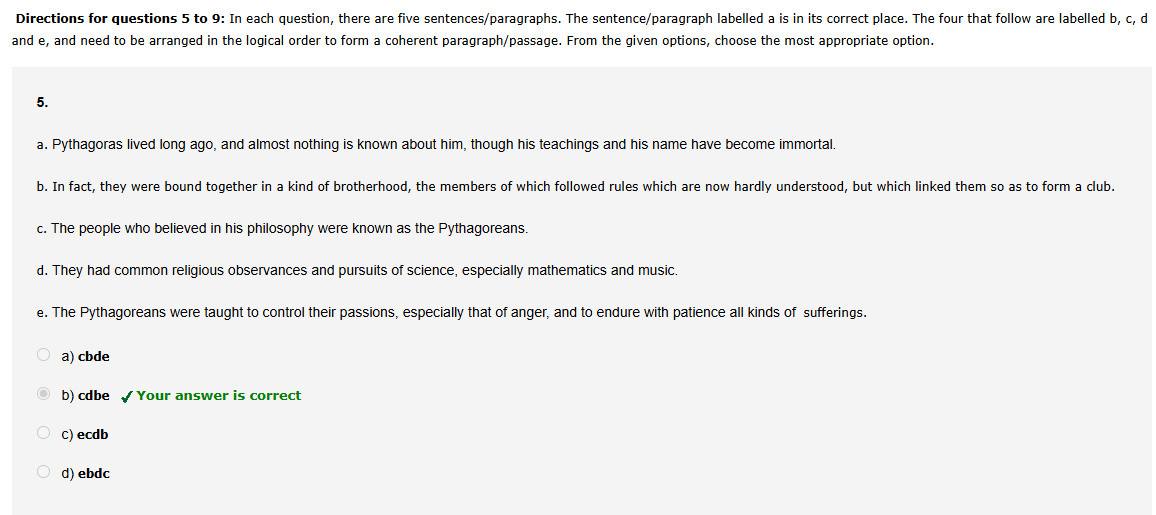 Directions for questions 5 to 9: In each question, there are five sentences/paragraphs. The sentence/paragraph labelled a is in its correct place. The four that follow are labelled b, c, d
and e, and need to be arranged in the logical order to form a coherent paragraph/passage. From the given options, choose the most appropriate option.
5.
a. Pythagoras lived long ago, and almost nothing is known about him, though his teachings and his name have become immortal.
b. In fact, they were bound together in a kind of brotherhood, the members of which followed rules which are now hardly understood, but which linked them so as to form a club.
c. The people who believed in his philosophy were known as the Pythagoreans.
d. They had common religious observances and pursuits of science, especially mathematics and music.
e. The Pythagoreans were taught to control their passions, especially that of anger, and to endure with patience all kinds of sufferings.
a) cbde
b) cdbe ✓ Your answer is correct
c) ecdb
d) ebdc